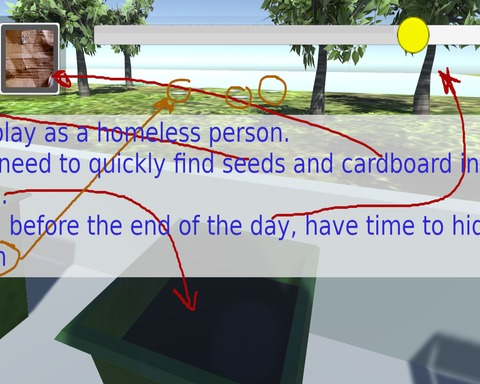 play as a homeless person.
need to quickly find seeds and cardboard in
.
before the end of the day, have time to hid
n